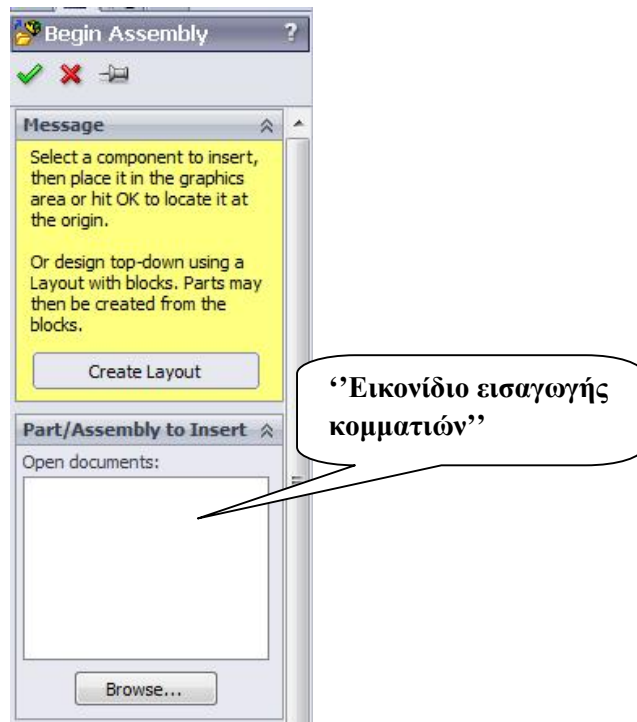 Begin Assembly ?
Message
Select a component to insert,
then place it in the graphics
area or hit OK to locate it at
the origin.
Or design top-down using a
Layout with blocks. Parts may
then be created from the
blocks.
Create Layout
Part/Assembly to Insert
Open documents:
Browse...
‘’Εικονίδιο εισαγωγής
κομματιών’’